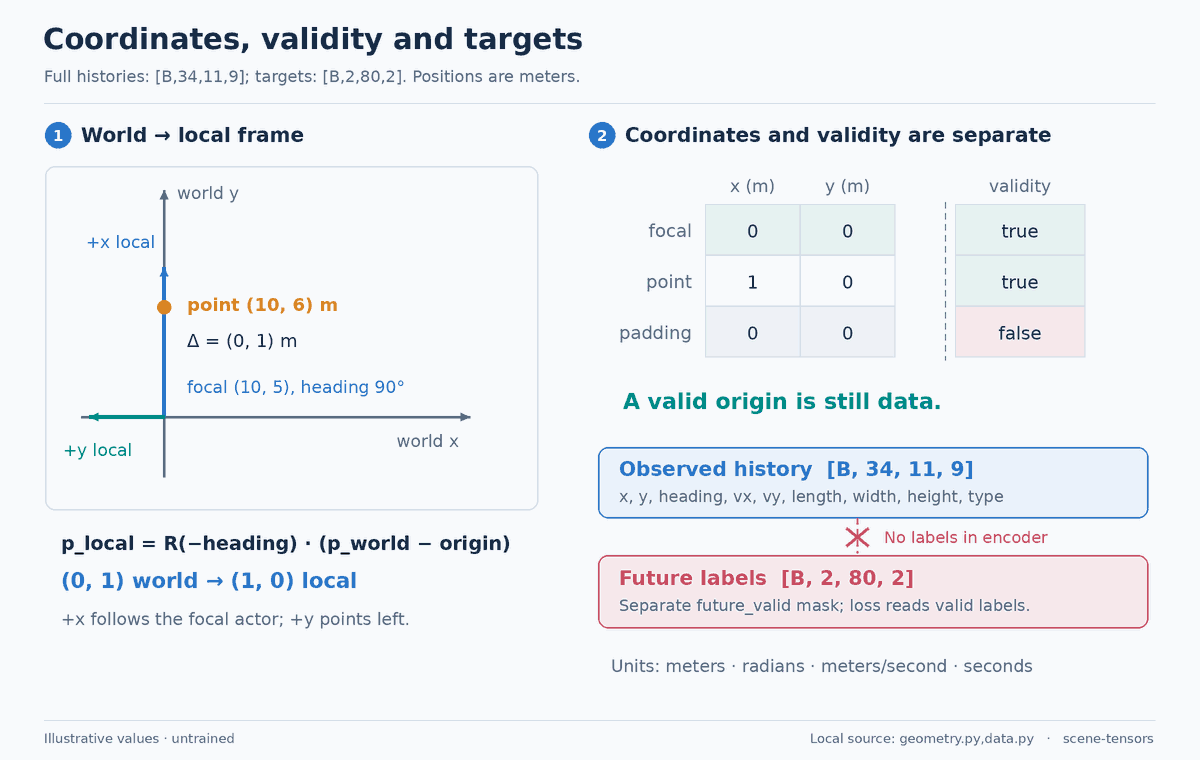 Coordinates, validity and targets
Full histories: [B,34,11,9]; targets: [B,2,80,2]. Positions are meters.
1 World → local frame
world y
+x local
point (10, 6) m
Δ = (0, 1) m
focal (10, 5), heading 90°
world x
+y local
p_local = R(−heading) · (p_world − origin)
(0, 1) world → (1, 0) local
+x follows the focal actor; +y points left.
2 Coordinates and validity are separate
x (m) y (m) validity
focal 0 0 true
point 1 0 true
padding 0 0 false
A valid origin is still data.
Observed history [B, 34, 11, 9]
x, y, heading, vx, vy, length, width, height, type
No labels in encoder
Future labels [B, 2, 80, 2]
Separate future_valid mask; loss reads valid labels.
Units: meters · radians · meters/second · seconds
Illustrative values · untrained
Local source: geometry.py,data.py · scene-tensors